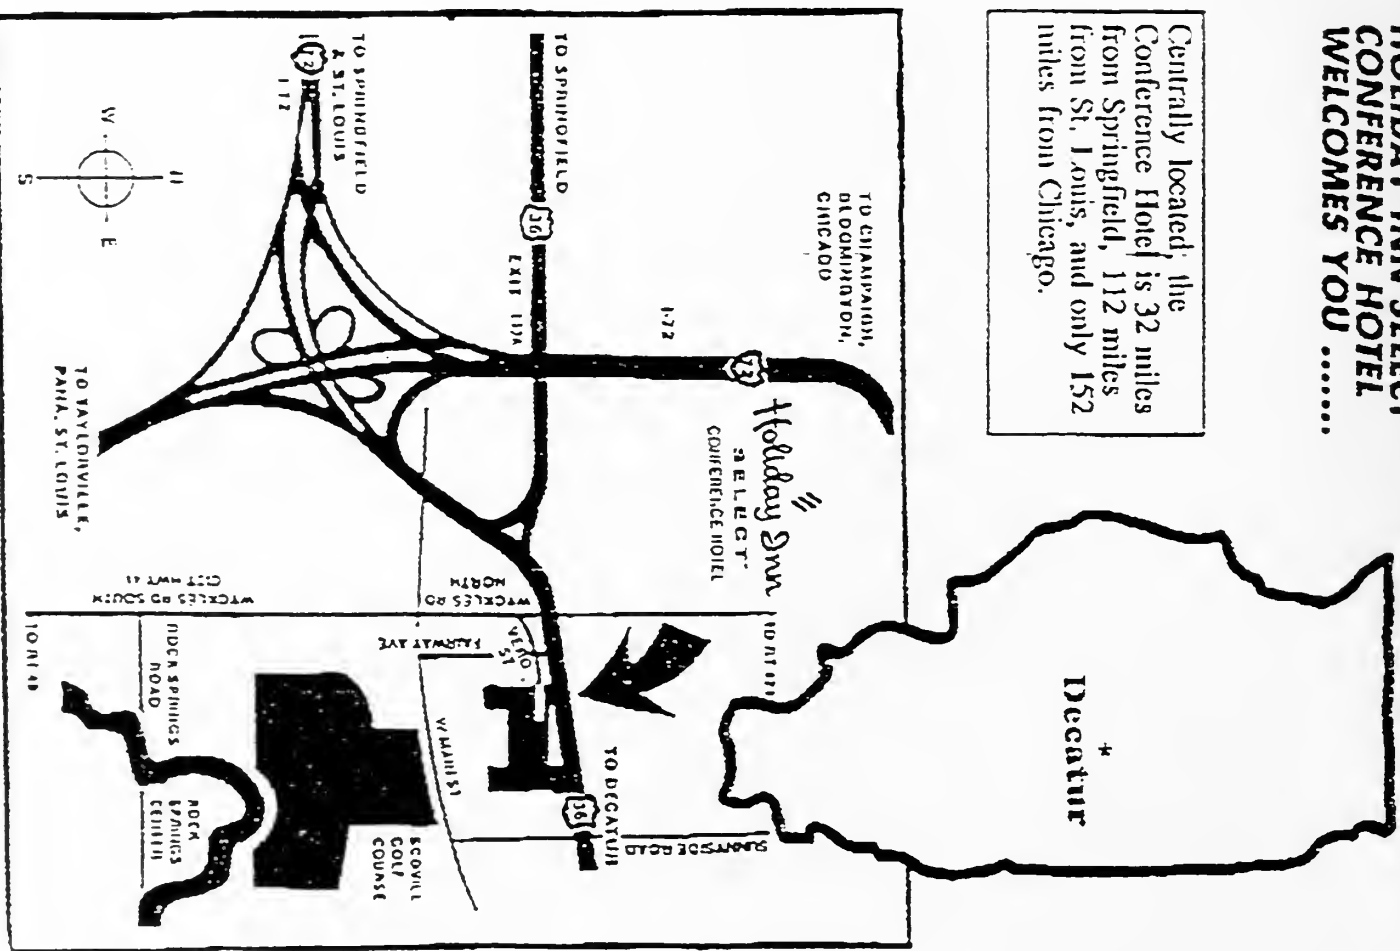 CONFERENCE HOTEL
WELCOMES YOU ......
Centrally located, the
Conference Hotel is 32 miles
from Springfield, 112 miles
from St. Louis, and only 152
miles from Chicago.
Decatur
*
TO CHAMPAIGN,
BLOOMINGTON,
CHICAGO
I-72
72
Holiday Inn
SELECT
CONFERENCE HOTEL
TO SPRINGFIELD
36
EXIT
TO SPRINGFIELD
& ST. LOUIS
72
I 72
N
W
E
S
TO TAYLORVILLE,
PANA, ST. LOUIS
WYCKLES RD
NORTH
WYCKLES RD SOUTH
FAIRWAY AVE
W MAIN ST
TO DECATUR
36
SUNNYSIDE ROAD
SCOVILL
GOLF
COURSE
ROCK SPRINGS
ROAD
ROCK
SPRINGS
CENTER